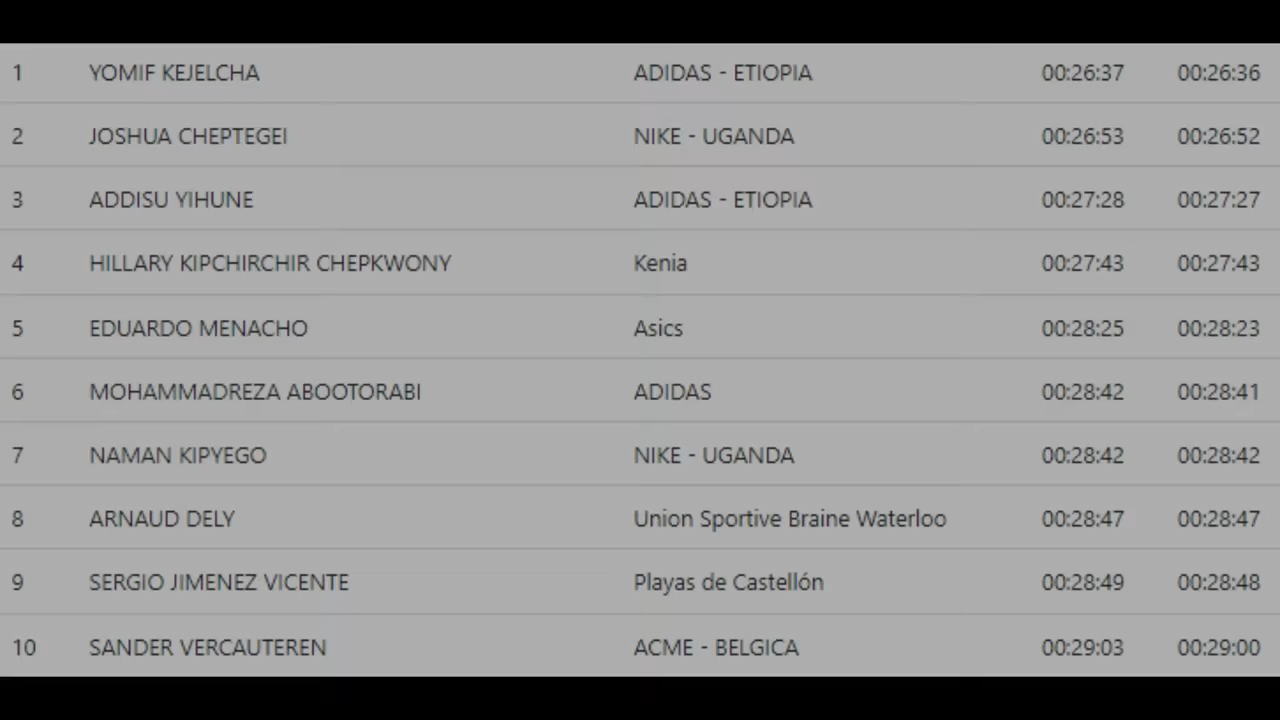 1 YOMIF KEJELCHA ADIDAS - ETIOPIA 00:26:37 00:26:36
2 JOSHUA CHEPTEGEI NIKE - UGANDA 00:26:53 00:26:52
3 ADDISU YIHUNE ADIDAS - ETIOPIA 00:27:28 00:27:27
4 HILLARY KIPCHIRCHIR CHEPKWONY Kenia 00:27:43 00:27:43
5 EDUARDO MENACHO Asics 00:28:25 00:28:23
6 MOHAMMADREZA ABOOTORABI ADIDAS 00:28:42 00:28:41
7 NAMAN KIPYEGO NIKE - UGANDA 00:28:42 00:28:42
8 ARNAUD DELY Union Sportive Braine Waterloo 00:28:47 00:28:47
9 SERGIO JIMENEZ VICENTE Playas de Castellón 00:28:49 00:28:48
10 SANDER VERCAUTEREN ACME - BELGICA 00:29:03 00:29:00